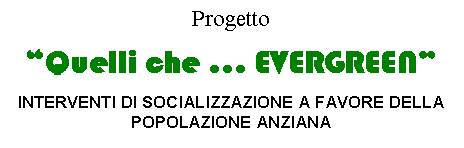 Progetto
“Quelli che ... EVERGREEN”
INTERVENTI DI SOCIALIZZAZIONE A FAVORE DELLA
POPOLAZIONE ANZIANA